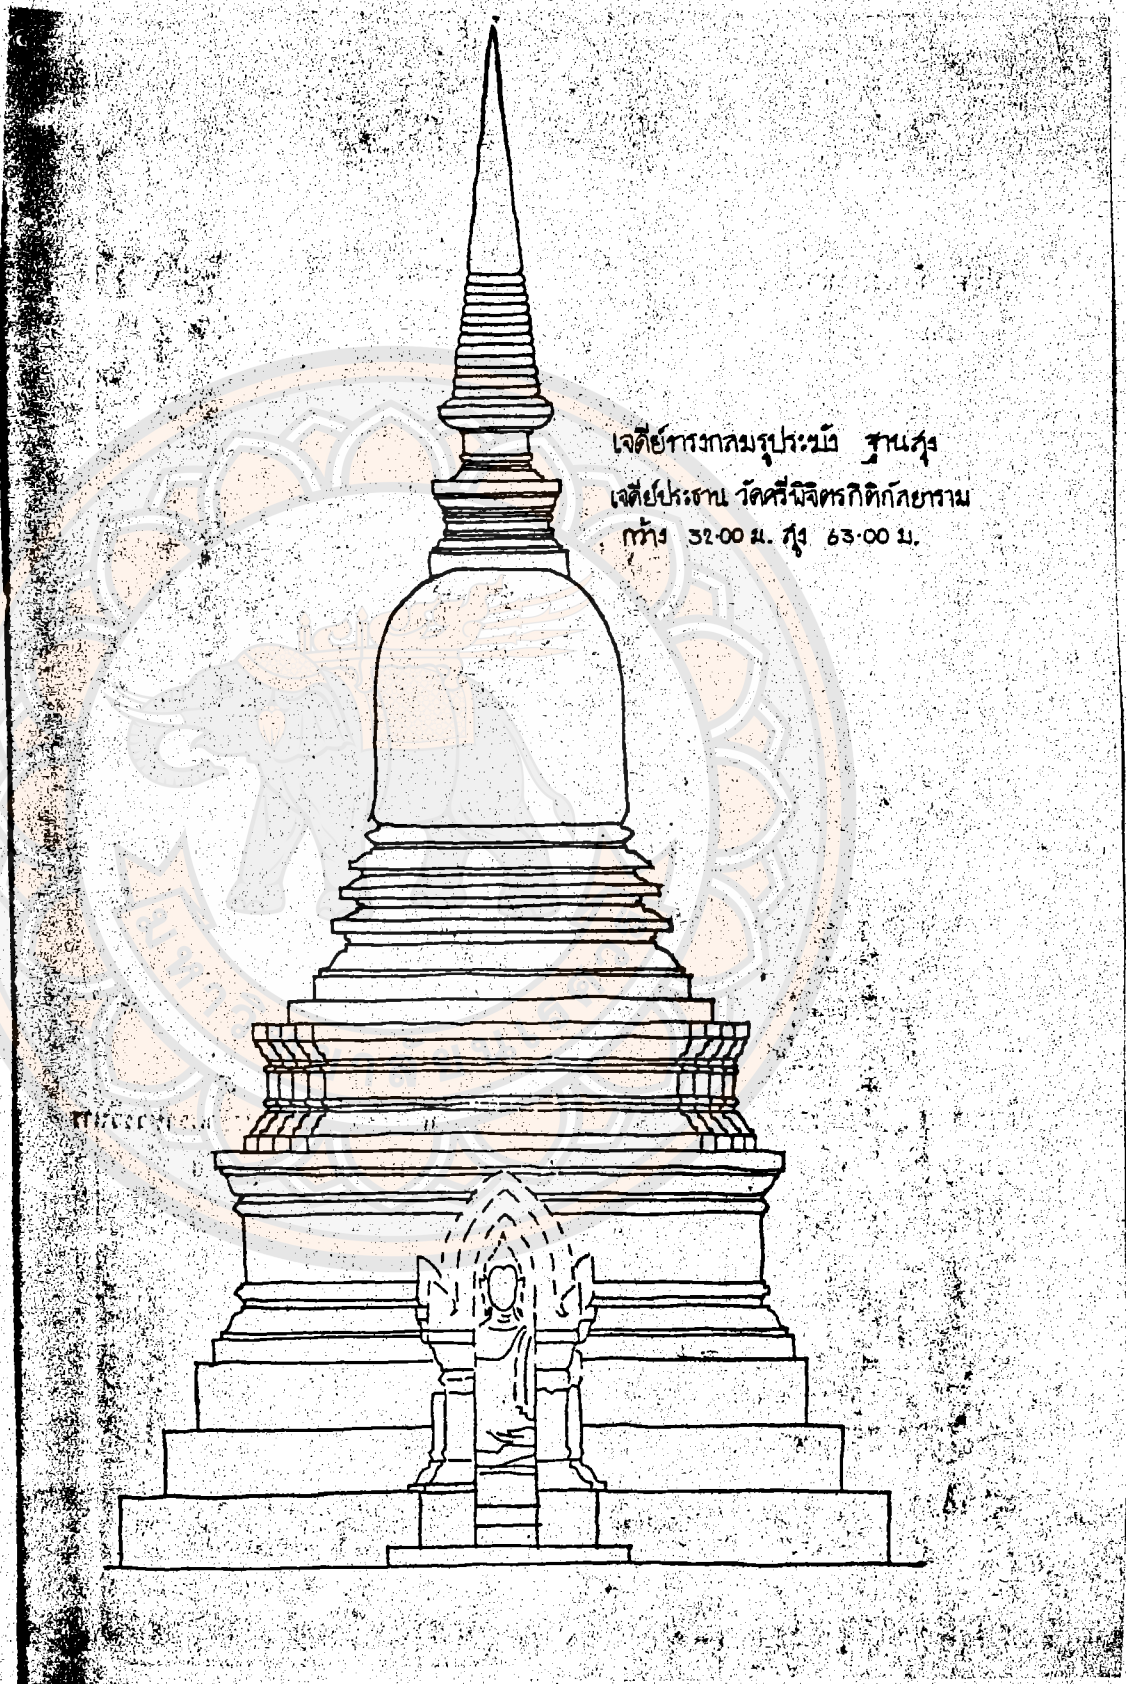 เจดีย์ทรงกลมรูประฆัง ฐานสูง
เจดีย์ประธาน วัดศรีพิจิตรกิติกัลยาราม
กว้าง 32.00 ม. สูง 63.00 ม.